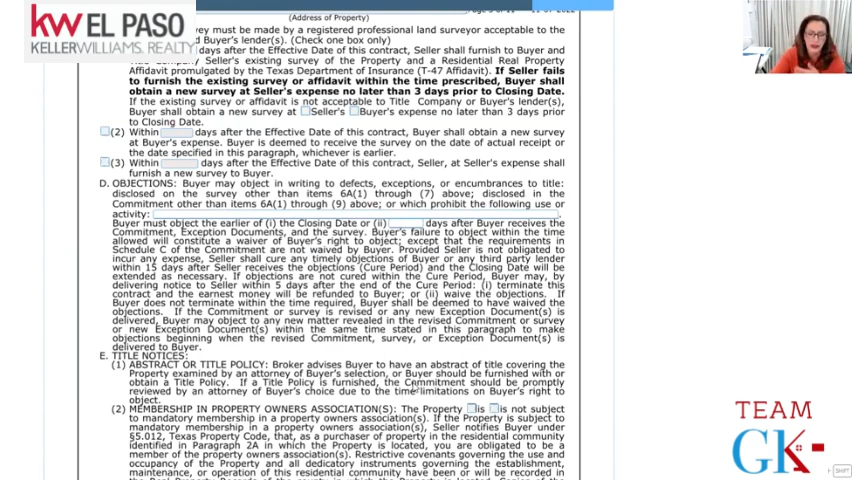 kw EL PASO
KELLERWILLIAMS. REALTY
(Address of Property)
vey must be made by a registered professional land surveyor acceptable to the
d Buyer's lender(s). (Check one box only)
days after the Effective Date of this contract, Seller shall furnish to Buyer and
Seller's existing survey of the Property and a Residential Real Property
Affidavit promulgated by the Texas Department of Insurance (T-47 Affidavit). If Seller fails
to furnish the existing survey or affidavit within the time prescribed, Buyer shall
obtain a new survey at Seller's expense no later than 3 days prior to Closing Date.
If the existing survey or affidavit is not acceptable to Title Company or Buyer's lender(s),
Buyer shall obtain a new survey at Seller's Buyer's expense no later than 3 days prior
to Closing Date.
(2) Within days after the Effective Date of this contract, Buyer shall obtain a new survey
at Buyer's expense. Buyer is deemed to receive the survey on the date of actual receipt or
the date specified in this paragraph, whichever is earlier.
(3) Within days after the Effective Date of this contract, Seller, at Seller's expense shall
furnish a new survey to Buyer.
D. OBJECTIONS: Buyer may object in writing to defects, exceptions, or encumbrances to title:
disclosed on the survey other than items 6A(1) through (7) above; disclosed in the
Commitment other than items 6A(1) through (9) above; or which prohibit the following use or
activity:
Buyer must object the earlier of (i) the Closing Date or (ii) days after Buyer receives the
Commitment, Exception Documents, and the survey. Buyer's failure to object within the time
allowed will constitute a waiver of Buyer's right to object; except that the requirements in
Schedule C of the Commitment are not waived by Buyer. Provided Seller is not obligated to
incur any expense, Seller shall cure any timely objections of Buyer or any third party lender
within 15 days after Seller receives the objections (Cure Period) and the Closing Date will be
extended as necessary. If objections are not cured within the Cure Period, Buyer may, by
delivering notice to Seller within 5 days after the end of the Cure Period: (i) terminate this
contract and the earnest money will be refunded to Buyer; or (ii) waive the objections. If
Buyer does not terminate within the time required, Buyer shall be deemed to have waived the
objections. If the Commitment or survey is revised or any new Exception Document(s) is
delivered, Buyer may object to any new matter revealed in the revised Commitment or survey
or new Exception Document(s) within the same time stated in this paragraph to make
objections beginning when the revised Commitment, survey, or Exception Document(s) is
delivered to Buyer.
E. TITLE NOTICES:
(1) ABSTRACT OR TITLE POLICY: Broker advises Buyer to have an abstract of title covering the
Property examined by an attorney of Buyer's selection, or Buyer should be furnished with or
obtain a Title Policy. If a Title Policy is furnished, the Commitment should be promptly
reviewed by an attorney of Buyer's choice due to the time limitations on Buyer's right to
object.
(2) MEMBERSHIP IN PROPERTY OWNERS ASSOCIATION(S): The Property is is not subject
to mandatory membership in a property owners association(s). If the Property is subject to
mandatory membership in a property owners association(s), Seller notifies Buyer under
§5.012, Texas Property Code, that, as a purchaser of property in the residential community
identified in Paragraph 2A in which the Property is located, you are obligated to be a
member of the property owners association(s). Restrictive covenants governing the use and
occupancy of the Property and all dedicatory instruments governing the establishment,
maintenance, or operation of this residential community have been or will be recorded in
TEAM
GK
SHIFT